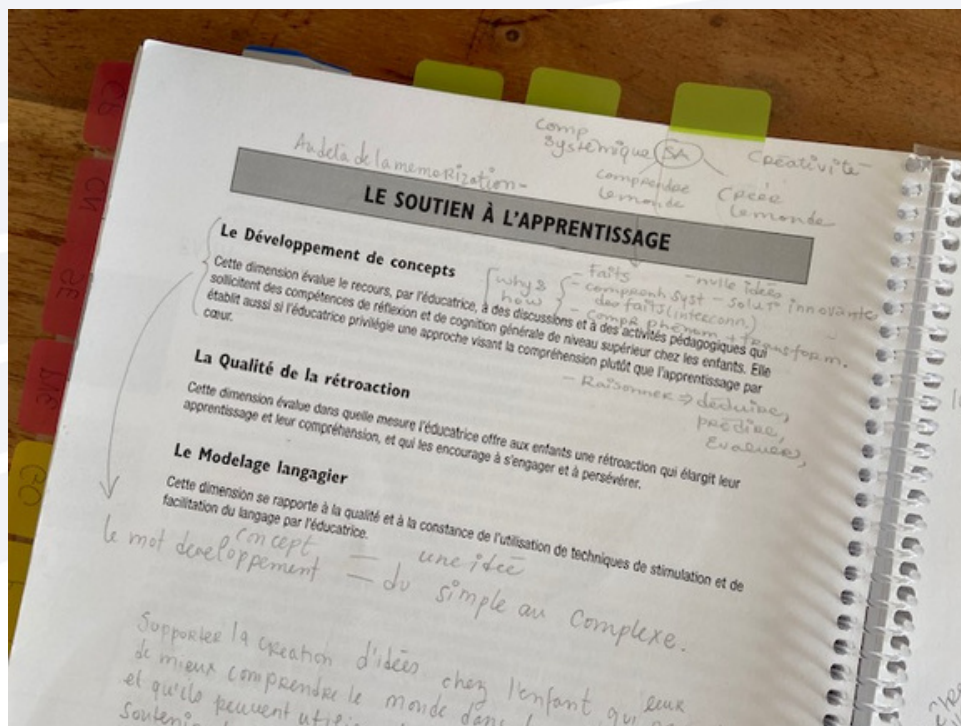 comp
systémique SA Créativité
Au delà de la memorization-
comprendre le monde
créée le monde
LE SOUTIEN À L'APPRENTISSAGE
Le Développement de concepts
why &
how
- Faits
- comprenh syst
des faits (interconn)
- nvlle idées
- solut° innovante
Cette dimension évalue le recours, par l'éducatrice, à des discussions et à des activités pédagogiques qui
sollicitent des compétences de réflexion et de cognition générale de niveau supérieur chez les enfants. Elle
établit aussi si l'éducatrice privilégie une approche visant la compréhension plutôt que l'apprentissage par
cœur.
- Raisonner ⇒ déduire,
prédire,
évaluer,
La Qualité de la rétroaction
Cette dimension évalue dans quelle mesure l'éducatrice offre aux enfants une rétroaction qui élargit leur
apprentissage et leur compréhension, et qui les encourage à s'engager et à persévérer.
Le Modelage langagier
Cette dimension se rapporte à la qualité et à la constance de l'utilisation de techniques de stimulation et de
facilitation du langage par l'éducatrice.
concept — une idée
le mot developpement — du simple au complexe.
Supporter la création d'idées chez l'enfant qui eux
de mieux comprendre le monde dans
et qu'ils peuvent
CB
CN